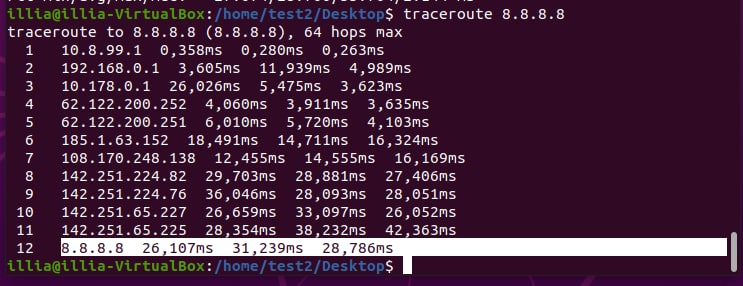 illia@illia-VirtualBox:/home/test2/Desktop$ traceroute 8.8.8.8
traceroute to 8.8.8.8 (8.8.8.8), 64 hops max
1 10.8.99.1 0,358ms 0,280ms 0,263ms
2 192.168.0.1 3,605ms 11,939ms 4,989ms
3 10.178.0.1 26,026ms 5,475ms 3,623ms
4 62.122.200.252 4,060ms 3,911ms 3,635ms
5 62.122.200.251 6,010ms 5,720ms 4,103ms
6 185.1.63.152 18,491ms 14,711ms 16,324ms
7 108.170.248.138 12,455ms 14,555ms 16,169ms
8 142.251.224.82 29,703ms 28,881ms 27,406ms
9 142.251.224.76 36,046ms 28,093ms 28,051ms
10 142.251.65.227 26,659ms 33,097ms 26,052ms
11 142.251.65.225 28,354ms 38,232ms 42,363ms
12 8.8.8.8 26,107ms 31,239ms 28,786ms
illia@illia-VirtualBox:/home/test2/Desktop$